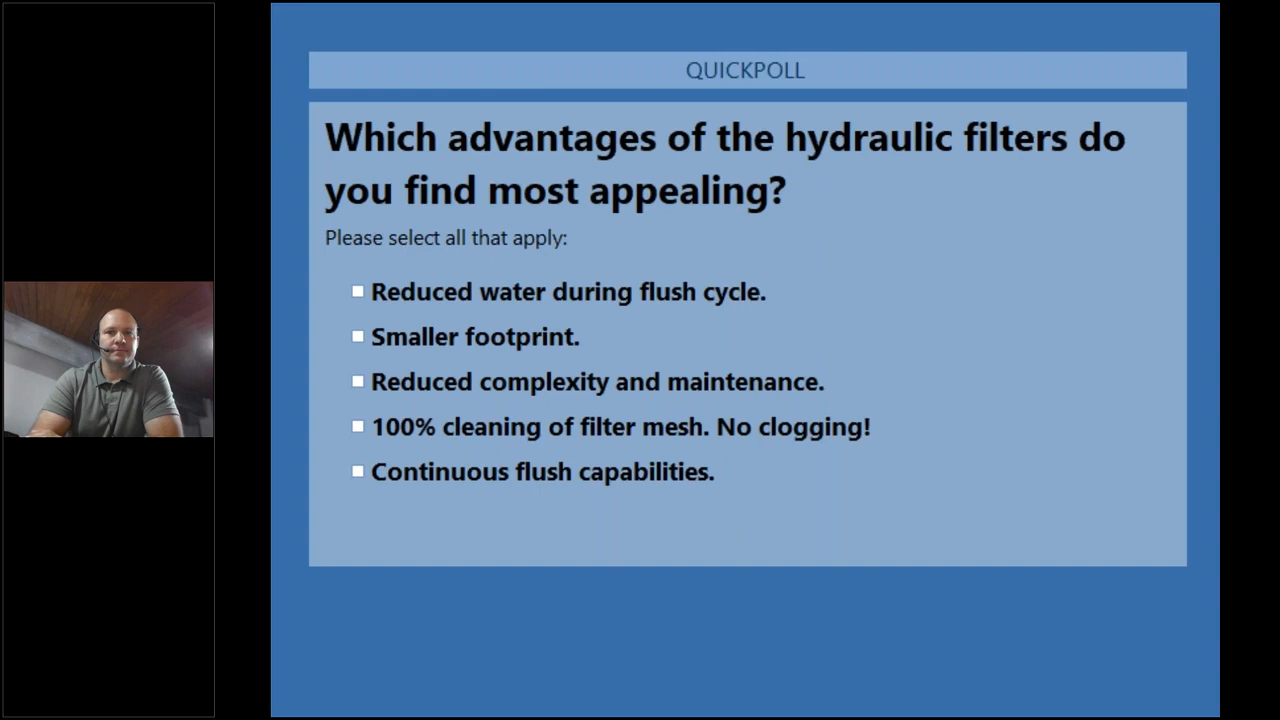 QUICKPOLL
Which advantages of the hydraulic filters do
you find most appealing?
Please select all that apply:
Reduced water during flush cycle.
Smaller footprint.
Reduced complexity and maintenance.
100% cleaning of filter mesh. No clogging!
Continuous flush capabilities.